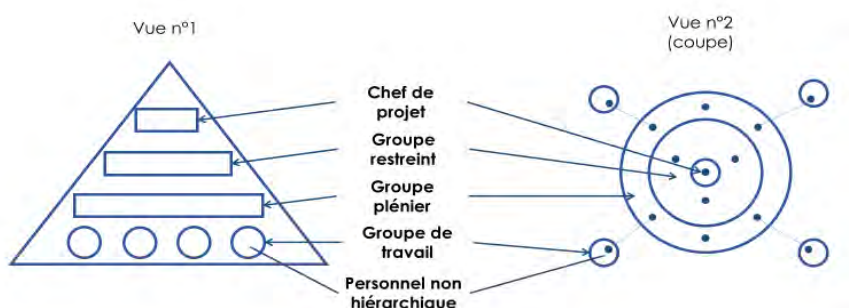 Vue n°1
Vue n°2
(coupe)
Chef de
projet
Groupe
restreint
Groupe
plénier
Groupe de
travail
Personnel non
hiérarchique